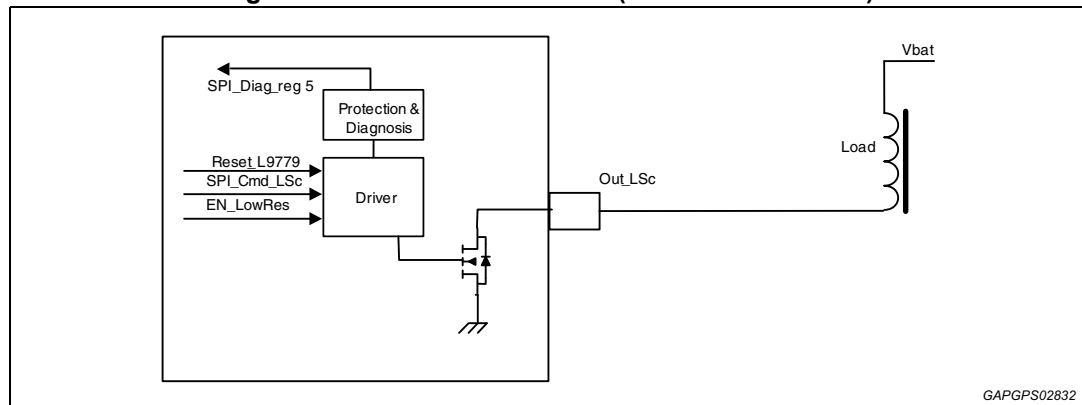 Vbat
SPI_Diag_reg 5
Protection &
Diagnosis
Load
Reset_L9779
SPI_Cmd_LSc
EN_LowRes
Driver
Out_LSc
GAPGPS02832